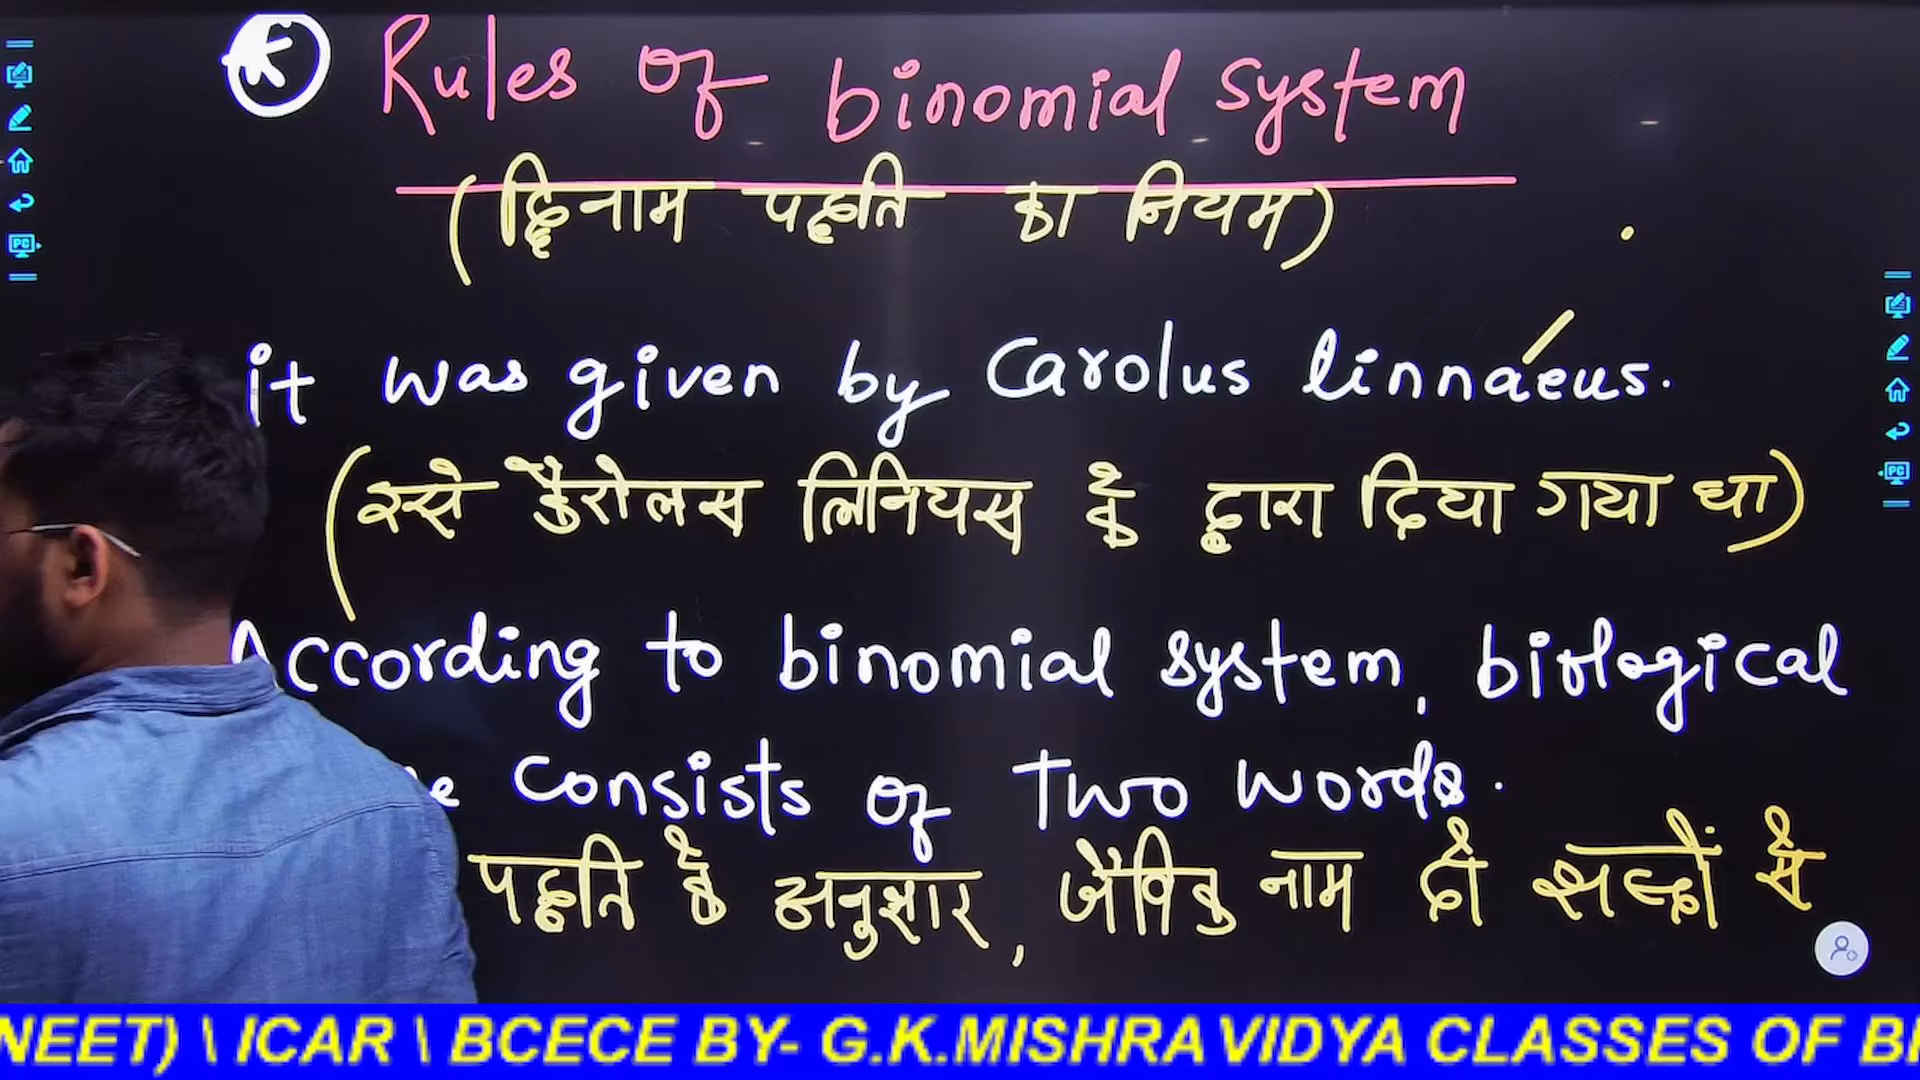 K Rules of binomial system
(द्विनाम पद्धति का नियम)
it was given by Carolus linnaeus.
(इसे कैरोलस लिनियस के द्वारा दिया गया था)
According to binomial system, biological
consists of Two words.
पद्धति के अनुसार, जैविक नाम दो शब्दों से
NEET) \ ICAR \ BCECE BY- G.K.MISHRA VIDYA CLASSES OF
PC
PC